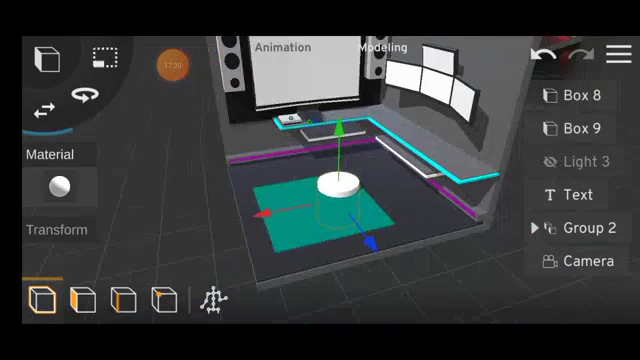 Animation
Modeling
17:20
Box 8
Material
Box 9
Light 3
Text
Transform
Group 2
Camera